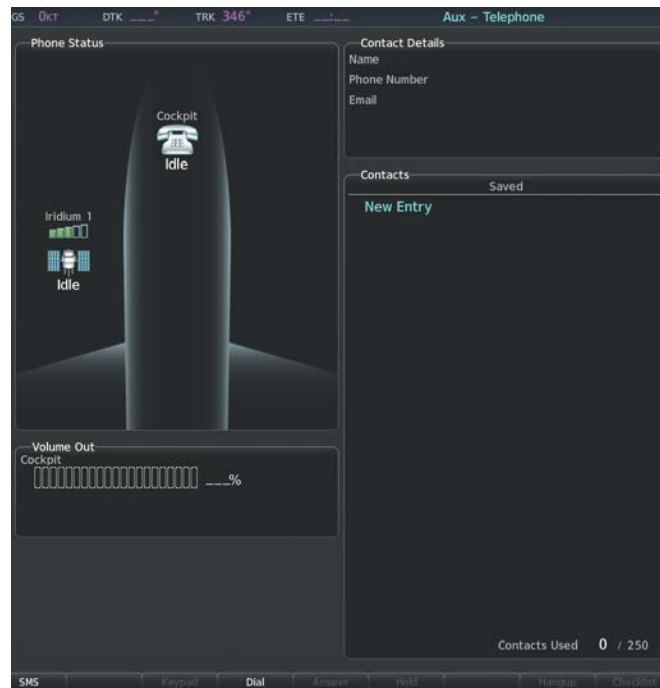 GS 0KT DTK ___° TRK 346° ETE __:__ Aux – Telephone
Phone Status
Cockpit
Idle
Iridium 1
Idle
Volume Out
Cockpit
___%
Contact Details
Name
Phone Number
Email
Contacts
Saved
New Entry
Contacts Used 0 / 250
SMS Keypad Dial Answer Hold Hangup Checklist